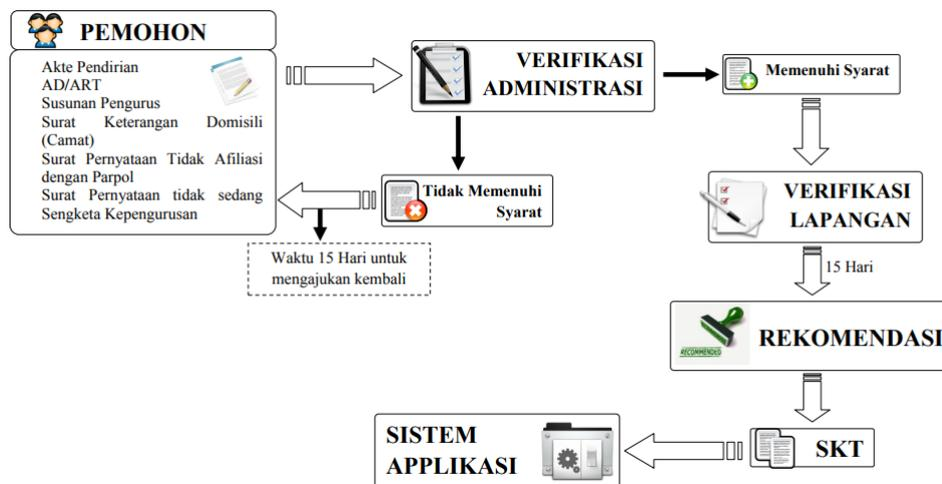 PEMOHON
Akte Pendirian
AD/ART
Susunan Pengurus
Surat Keterangan Domisili
(Camat)
Surat Pernyataan Tidak Afiliasi
dengan Parpol
Surat Pernyataan tidak sedang
Sengketa Kepengurusan
VERIFIKASI
ADMINISTRASI
Memenuhi Syarat
Tidak Memenuhi
Syarat
Waktu 15 Hari untuk
mengajukan kembali
VERIFIKASI
LAPANGAN
15 Hari
RECOMMENDED
REKOMENDASI
SKT
SISTEM
APPLIKASI